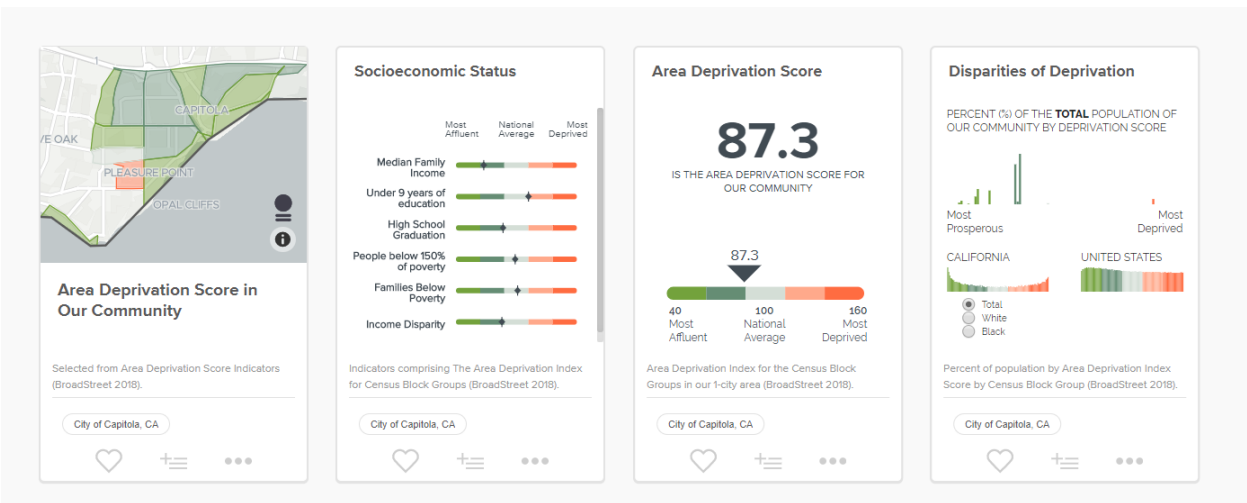 CAPITOLA
VE OAK
PLEASURE POINT
OPAL CLIFFS
Area Deprivation Score in
Our Community
Selected from Area Deprivation Score Indicators
(BroadStreet 2018).
City of Capitola, CA
Socioeconomic Status
Most
Affluent
National
Average
Most
Deprived
Median Family
Income
Under 9 years of
education
High School
Graduation
People below 150%
of poverty
Families Below
Poverty
Income Disparity
Indicators comprising The Area Deprivation Index
for Census Block Groups (BroadStreet 2018).
City of Capitola, CA
Area Deprivation Score
87.3
IS THE AREA DEPRIVATION SCORE FOR
OUR COMMUNITY
87.3
40
Most
Affluent
100
National
Average
160
Most
Deprived
Area Deprivation Index for the Census Block
Groups in our 1-city area (BroadStreet 2018).
City of Capitola, CA
Disparities of Deprivation
PERCENT (%) OF THE TOTAL POPULATION OF
OUR COMMUNITY BY DEPRIVATION SCORE
Most
Prosperous
Most
Deprived
CALIFORNIA
UNITED STATES
Total
White
Black
Percent of population by Area Deprivation Index
Score by Census Block Group (BroadStreet 2018).
City of Capitola, CA